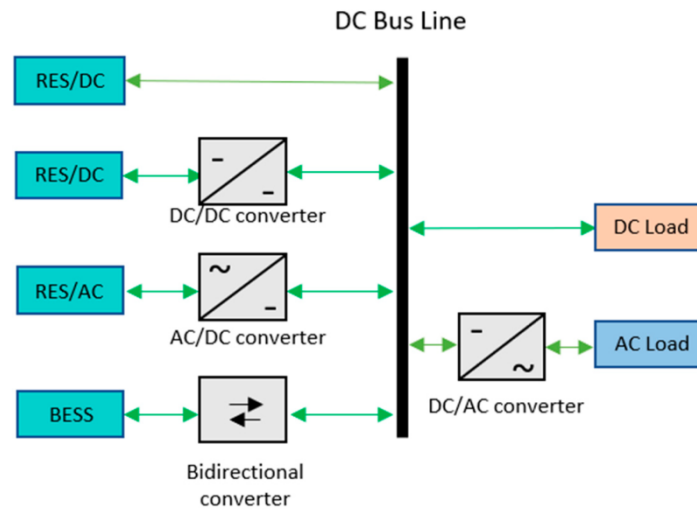 DC Bus Line
RES/DC
RES/DC
DC/DC converter
RES/AC
AC/DC converter
BESS
Bidirectional
converter
DC Load
AC Load
DC/AC converter